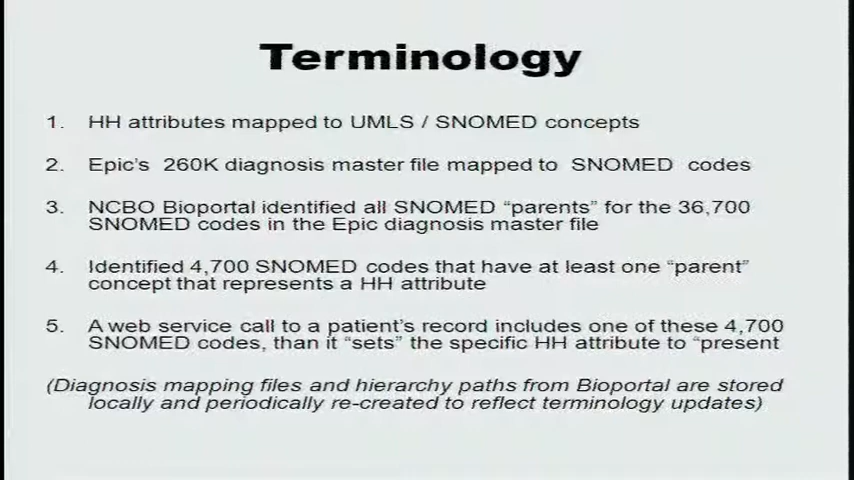 Terminology
1. HH attributes mapped to UMLS / SNOMED concepts
2. Epic's 260K diagnosis master file mapped to SNOMED codes
3. NCBO Bioportal identified all SNOMED “parents” for the 36,700
SNOMED codes in the Epic diagnosis master file
4. Identified 4,700 SNOMED codes that have at least one “parent”
concept that represents a HH attribute
5. A web service call to a patient's record includes one of these 4,700
SNOMED codes, than it “sets” the specific HH attribute to “present
(Diagnosis mapping files and hierarchy paths from Bioportal are stored
locally and periodically re-created to reflect terminology updates)